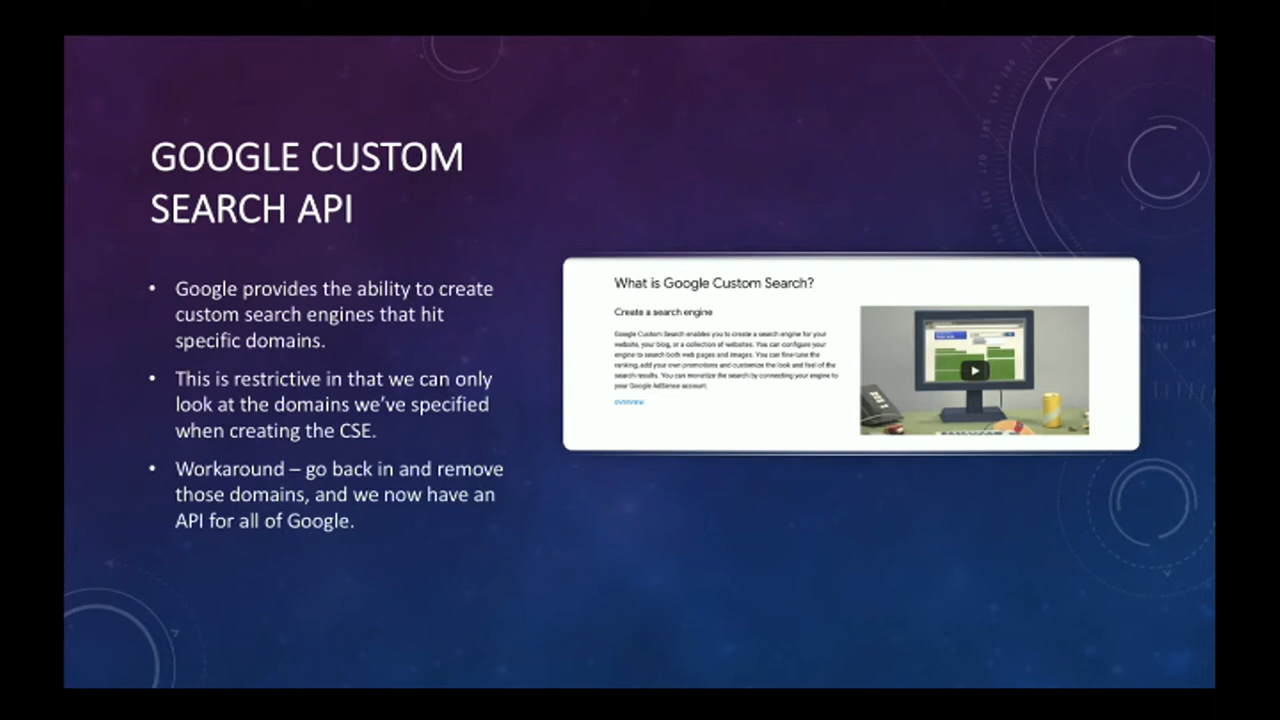 GOOGLE CUSTOM
SEARCH API
• Google provides the ability to create
custom search engines that hit
specific domains.
• This is restrictive in that we can only
look at the domains we’ve specified
when creating the CSE.
• Workaround – go back in and remove
those domains, and we now have an
API for all of Google.
What is Google Custom Search?
Create a search engine
Google Custom Search enables you to create a search engine for your
website, your blog, or a collection of websites. You can configure your
engine to search both web pages and images. You can fine-tune the
ranking, add your own promotions and customize the look and feel of the
search results. You can monetize the search by connecting your engine to
your Google AdSense account.
OVERVIEW